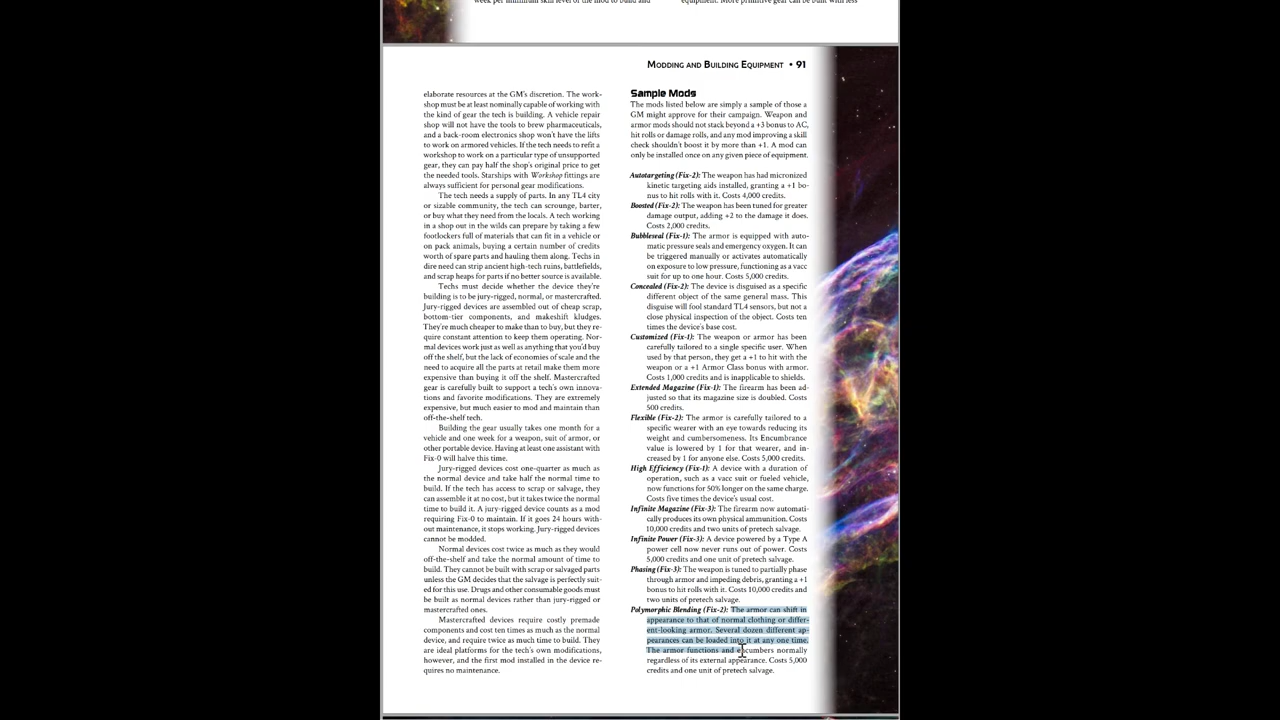 week per minimum skill level of the mod to build and
equipment. More primitive gear can be built with less
Modding and Building Equipment • 91
elaborate resources at the GM's discretion. The work-
shop must be at least nominally capable of working with
the kind of gear the tech is building. A vehicle repair
shop will not have the tools to brew pharmaceuticals,
and a back-room electronics shop won't have the lifts
to work on armored vehicles. If the tech needs to refit a
workshop to work on a particular type of unsupported
gear, they can pay half the shop's original price to get
the needed tools. Starships with Workshop fittings are
always sufficient for personal gear modifications.
The tech needs a supply of parts. In any TL4 city
or sizable community, the tech can scrounge, barter,
or buy what they need from the locals. A tech working
in a shop out in the wilds can prepare by taking a few
footlockers full of materials that can fit in a vehicle or
on pack animals, buying a certain number of credits
worth of spare parts and hauling them along. Techs in
dire need can strip ancient high-tech ruins, battlefields,
and scrap heaps for parts if no better source is available.
Techs must decide whether the device they're
building is to be jury-rigged, normal, or mastercrafted.
Jury-rigged devices are assembled out of cheap scrap,
bottom-tier components, and makeshift kludges.
They're much cheaper to make than to buy, but they re-
quire constant attention to keep them operating. Nor-
mal devices work just as well as anything that you'd buy
off the shelf, but the lack of economies of scale and the
need to acquire all the parts at retail make them more
expensive than buying it off the shelf. Mastercrafted
gear is carefully built to support a tech's own innova-
tions and favorite modifications. They are extremely
expensive, but much easier to mod and maintain than
off-the-shelf tech.
Building the gear usually takes one month for a
vehicle and one week for a weapon, suit of armor, or
other portable device. Having at least one assistant with
Fix-0 will halve this time.
Jury-rigged devices cost one-quarter as much as
the normal device and take half the normal time to
build. If the tech has access to scrap or salvage, they
can assemble it at no cost, but it takes twice the normal
time to build it. A jury-rigged device counts as a mod
requiring Fix-0 to maintain. If it goes 24 hours with-
out maintenance, it stops working. Jury-rigged devices
cannot be modded.
Normal devices cost twice as much as they would
off-the-shelf and take the normal amount of time to
build. They cannot be built with scrap or salvaged parts
unless the GM decides that the salvage is perfectly suit-
ed for this use. Drugs and other consumable goods must
be built as normal devices rather than jury-rigged or
mastercrafted ones.
Mastercrafted devices require costly premade
components and cost ten times as much as the normal
device, and require twice as much time to build. They
are ideal platforms for the tech's own modifications,
however, and the first mod installed in the device re-
quires no maintenance.
Sample Mods
The mods listed below are simply a sample of those a
GM might approve for their campaign. Weapon and
armor mods should not stack beyond a +3 bonus to AC,
hit rolls or damage rolls, and any mod improving a skill
check shouldn't boost it by more than +1. A mod can
only be installed once on any given piece of equipment.
Autotargeting (Fix-2): The weapon has had micronized
kinetic targeting aids installed, granting a +1 bo-
nus to hit rolls with it. Costs 4,000 credits.
Boosted (Fix-2): The weapon has been tuned for greater
damage output, adding +2 to the damage it does.
Costs 2,000 credits.
Bubbleseal (Fix-1): The armor is equipped with auto-
matic pressure seals and emergency oxygen. It can
be triggered manually or activates automatically
on exposure to low pressure, functioning as a vacc
suit for up to one hour. Costs 5,000 credits.
Concealed (Fix-2): The device is disguised as a specific
different object of the same general mass. This
disguise will fool standard TL4 sensors, but not a
close physical inspection of the object. Costs ten
times the device's base cost.
Customized (Fix-1): The weapon or armor has been
carefully tailored to a single specific user. When
used by that person, they get a +1 to hit with the
weapon or a +1 Armor Class bonus with armor.
Costs 1,000 credits and is inapplicable to shields.
Extended Magazine (Fix-1): The firearm has been ad-
justed so that its magazine size is doubled. Costs
500 credits.
Flexible (Fix-2): The armor is carefully tailored to a
specific wearer with an eye towards reducing its
weight and cumbersomeness. Its Encumbrance
value is lowered by 1 for that wearer, and in-
creased by 1 for anyone else. Costs 5,000 credits.
High Efficiency (Fix-1): A device with a duration of
operation, such as a vacc suit or fueled vehicle,
now functions for 50% longer on the same charge.
Costs five times the device's usual cost.
Infinite Magazine (Fix-3): The firearm now automati-
cally produces its own physical ammunition. Costs
10,000 credits and two units of pretech salvage.
Infinite Power (Fix-3): A device powered by a Type A
power cell now never runs out of power. Costs
5,000 credits and one unit of pretech salvage.
Phasing (Fix-3): The weapon is tuned to partially phase
through armor and impeding debris, granting a +1
bonus to hit rolls with it. Costs 10,000 credits and
two units of pretech salvage.
Polymorphic Blending (Fix-2): The armor can shift in
appearance to that of normal clothing or differ-
ent-looking armor. Several dozen different ap-
pearances can be loaded into it at any one time.
The armor functions and encumbers normally
regardless of its external appearance. Costs 5,000
credits and one unit of pretech salvage.